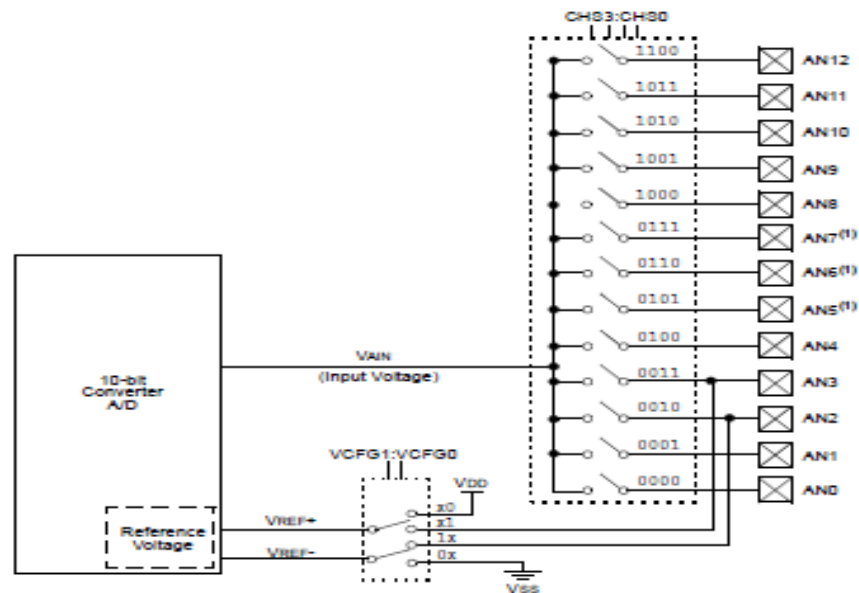 CHS3:CHS0
1100 AN12
1011 AN11
1010 AN10
1001 AN9
1000 AN8
0111 AN7(1)
0110 AN6(1)
0101 AN5(1)
0100 AN4
0011 AN3
0010 AN2
0001 AN1
0000 AN0
10-bit
Converter
A/D
VAIN
(Input Voltage)
VCFG1:VCFG0
VDD
x0
x1
1x
0x
VSS
VREF+
VREF-
Reference
Voltage